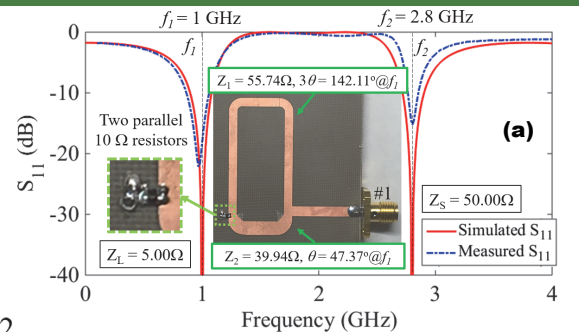 f₁ = 1 GHz
f₂ = 2.8 GHz
0
-10
-20
-30
-40
S₁₁ (dB)
f₁
f₂
Z₁ = 55.74Ω, 3θ = 142.11°@f₁
Two parallel
10 Ω resistors
(a)
#1
Z_S = 50.00Ω
Z_L = 5.00Ω
Z₂ = 39.94Ω, θ = 47.37°@f₁
Simulated S₁₁
Measured S₁₁
0 1 2 3 4
Frequency (GHz)
2